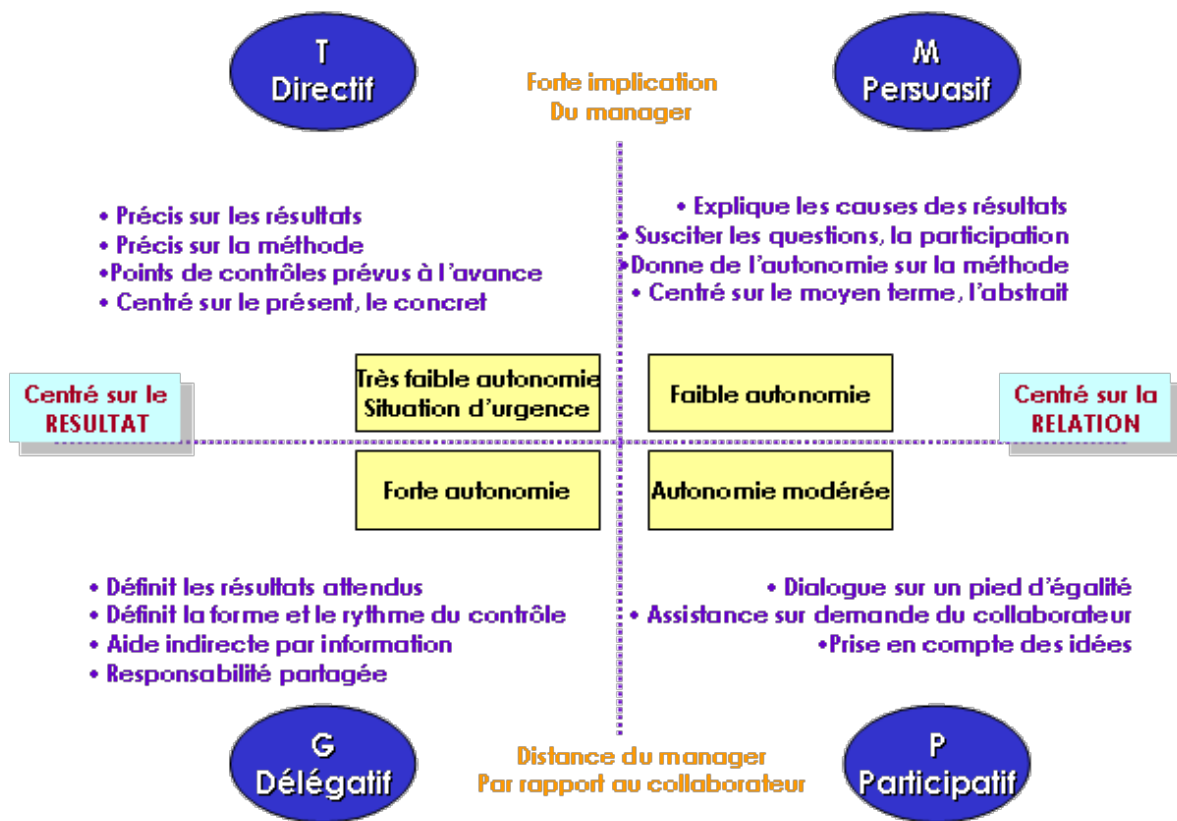 T
Directif
Forte implication
Du manager
M
Persuasif
• Précis sur les résultats
• Précis sur la méthode
•Points de contrôles prévus à l'avance
• Centré sur le présent, le concret
• Explique les causes des résultats
• Susciter les questions, la participation
•Donne de l'autonomie sur la méthode
• Centré sur le moyen terme, l'abstrait
Centré sur le
RESULTAT
Très faible autonomie
Situation d'urgence
Faible autonomie
Centré sur la
RELATION
Forte autonomie
Autonomie modérée
• Définit les résultats attendus
• Définit la forme et le rythme du contrôle
• Aide indirecte par information
• Responsabilité partagée
• Dialogue sur un pied d'égalité
• Assistance sur demande du collaborateur
•Prise en compte des idées
G
Délégatif
Distance du manager
Par rapport au collaborateur
P
Participatif